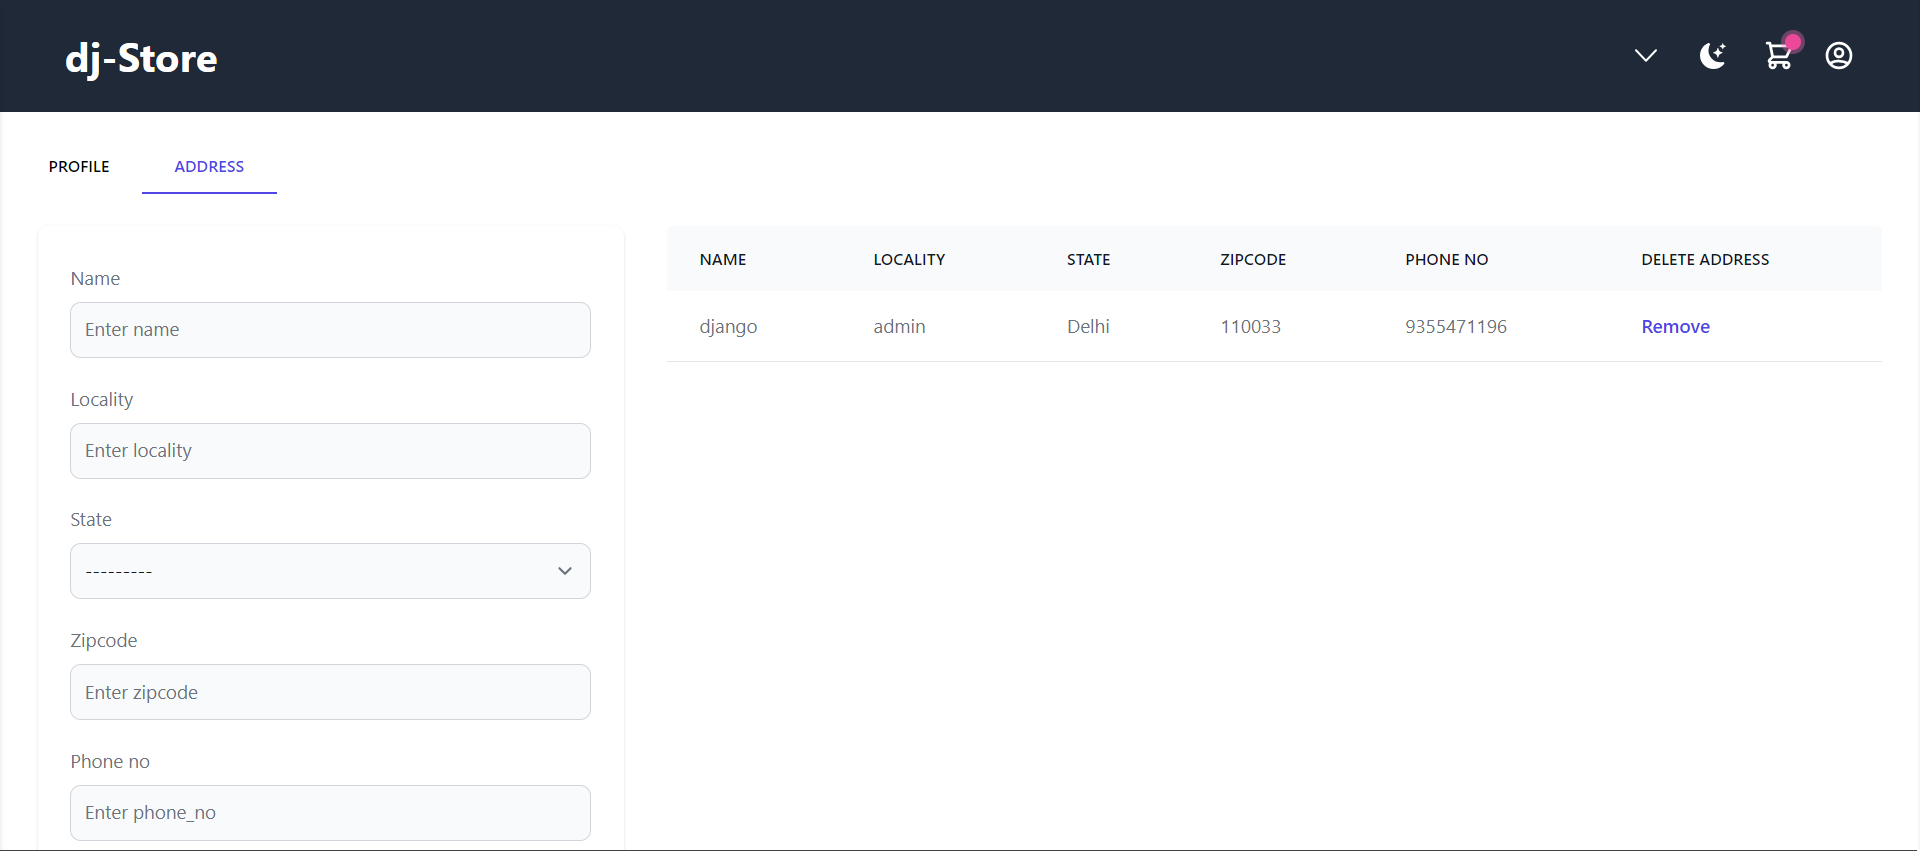 dj-Store
PROFILE ADDRESS
Name
Enter name
Locality
Enter locality
State
---------
Zipcode
Enter zipcode
Phone no
Enter phone_no
NAME LOCALITY STATE ZIPCODE PHONE NO DELETE ADDRESS
django admin Delhi 110033 9355471196 Remove